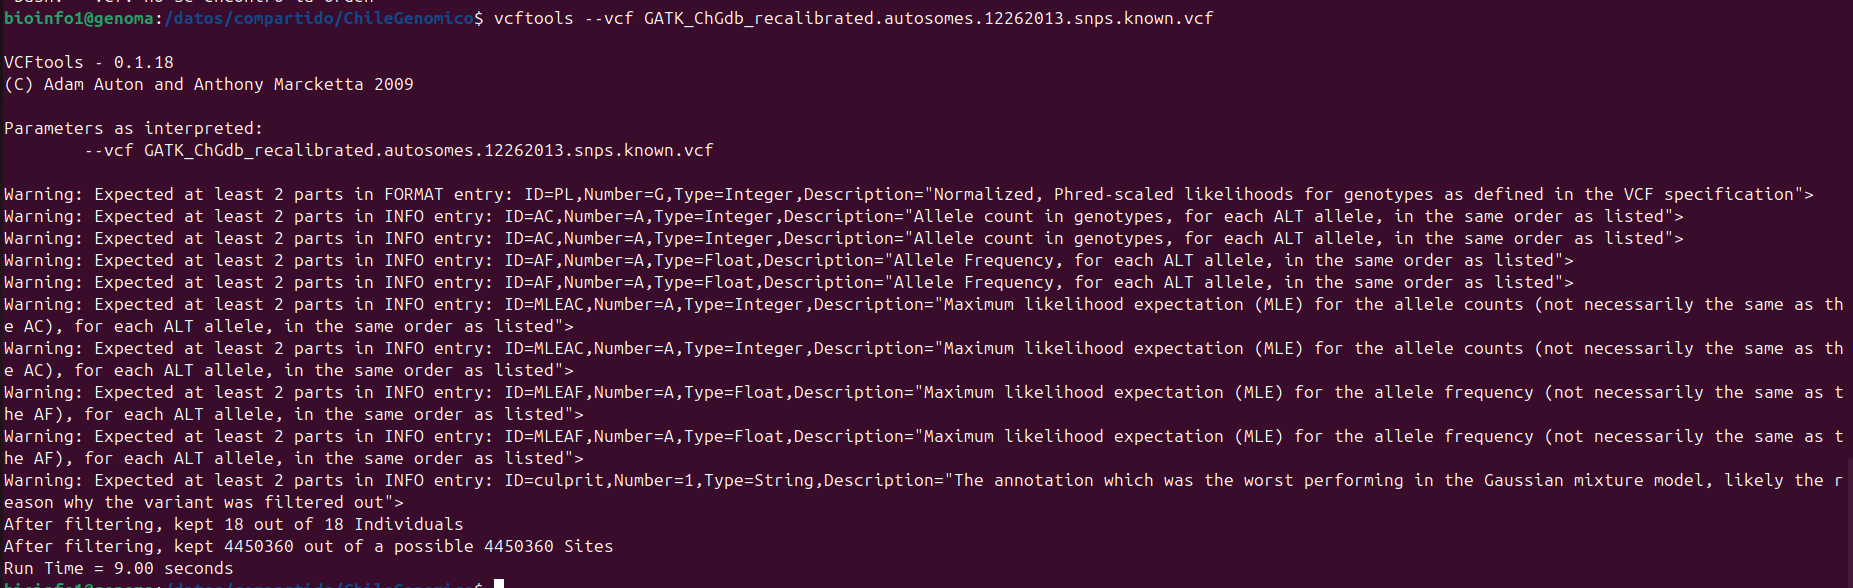 bash: --vcf: no se encontró la orden
bioinfo1@genoma:/datos/compartido/ChileGenomico$ vcftools --vcf GATK_ChGdb_recalibrated.autosomes.12262013.snps.known.vcf
VCFtools - 0.1.18
(C) Adam Auton and Anthony Marcketta 2009
Parameters as interpreted:
--vcf GATK_ChGdb_recalibrated.autosomes.12262013.snps.known.vcf
Warning: Expected at least 2 parts in FORMAT entry: ID=PL,Number=G,Type=Integer,Description="Normalized, Phred-scaled likelihoods for genotypes as defined in the VCF specification">
Warning: Expected at least 2 parts in INFO entry: ID=AC,Number=A,Type=Integer,Description="Allele count in genotypes, for each ALT allele, in the same order as listed">
Warning: Expected at least 2 parts in INFO entry: ID=AC,Number=A,Type=Integer,Description="Allele count in genotypes, for each ALT allele, in the same order as listed">
Warning: Expected at least 2 parts in INFO entry: ID=AF,Number=A,Type=Float,Description="Allele Frequency, for each ALT allele, in the same order as listed">
Warning: Expected at least 2 parts in INFO entry: ID=AF,Number=A,Type=Float,Description="Allele Frequency, for each ALT allele, in the same order as listed">
Warning: Expected at least 2 parts in INFO entry: ID=MLEAC,Number=A,Type=Integer,Description="Maximum likelihood expectation (MLE) for the allele counts (not necessarily the same as th
e AC), for each ALT allele, in the same order as listed">
Warning: Expected at least 2 parts in INFO entry: ID=MLEAC,Number=A,Type=Integer,Description="Maximum likelihood expectation (MLE) for the allele counts (not necessarily the same as th
e AC), for each ALT allele, in the same order as listed">
Warning: Expected at least 2 parts in INFO entry: ID=MLEAF,Number=A,Type=Float,Description="Maximum likelihood expectation (MLE) for the allele frequency (not necessarily the same as t
he AF), for each ALT allele, in the same order as listed">
Warning: Expected at least 2 parts in INFO entry: ID=MLEAF,Number=A,Type=Float,Description="Maximum likelihood expectation (MLE) for the allele frequency (not necessarily the same as t
he AF), for each ALT allele, in the same order as listed">
Warning: Expected at least 2 parts in INFO entry: ID=culprit,Number=1,Type=String,Description="The annotation which was the worst performing in the Gaussian mixture model, likely the r
eason why the variant was filtered out">
After filtering, kept 18 out of 18 Individuals
After filtering, kept 4450360 out of a possible 4450360 Sites
Run Time = 9.00 seconds
bioinfo1@genoma:/datos/compartido/ChileGenomico$